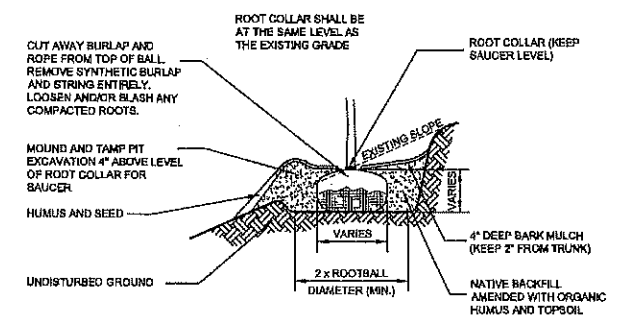 ROOT COLLAR SHALL BE
AT THE SAME LEVEL AS
THE EXISTING GRADE
CUT AWAY BURLAP AND
ROPE FROM TOP OF BALL.
REMOVE SYNTHETIC BURLAP
AND STRING ENTIRELY.
LOOSEN AND/OR SLASH ANY
COMPACTED ROOTS.
ROOT COLLAR (KEEP
SAUCER LEVEL)
EXISTING SLOPE
MOUND AND TAMP PIT
EXCAVATION 4" ABOVE LEVEL
OF ROOT COLLAR FOR
SAUCER
HUMUS AND SEED
VARIES
VARIES
4" DEEP BARK MULCH
(KEEP 2" FROM TRUNK)
UNDISTURBED GROUND
2 x ROOTBALL
DIAMETER (MIN.)
NATIVE BACKFILL
AMENDED WITH ORGANIC
HUMUS AND TOPSOIL